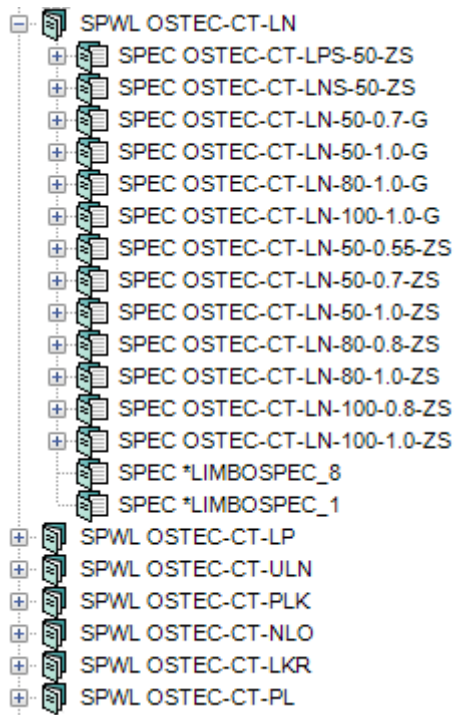 SPWL OSTEC-CT-LN
SPEC OSTEC-CT-LPS-50-ZS
SPEC OSTEC-CT-LNS-50-ZS
SPEC OSTEC-CT-LN-50-0.7-G
SPEC OSTEC-CT-LN-50-1.0-G
SPEC OSTEC-CT-LN-80-1.0-G
SPEC OSTEC-CT-LN-100-1.0-G
SPEC OSTEC-CT-LN-50-0.55-ZS
SPEC OSTEC-CT-LN-50-0.7-ZS
SPEC OSTEC-CT-LN-50-1.0-ZS
SPEC OSTEC-CT-LN-80-0.8-ZS
SPEC OSTEC-CT-LN-80-1.0-ZS
SPEC OSTEC-CT-LN-100-0.8-ZS
SPEC OSTEC-CT-LN-100-1.0-ZS
SPEC *LIMBOSPEC_8
SPEC *LIMBOSPEC_1
SPWL OSTEC-CT-LP
SPWL OSTEC-CT-ULN
SPWL OSTEC-CT-PLK
SPWL OSTEC-CT-NLO
SPWL OSTEC-CT-LKR
SPWL OSTEC-CT-PL